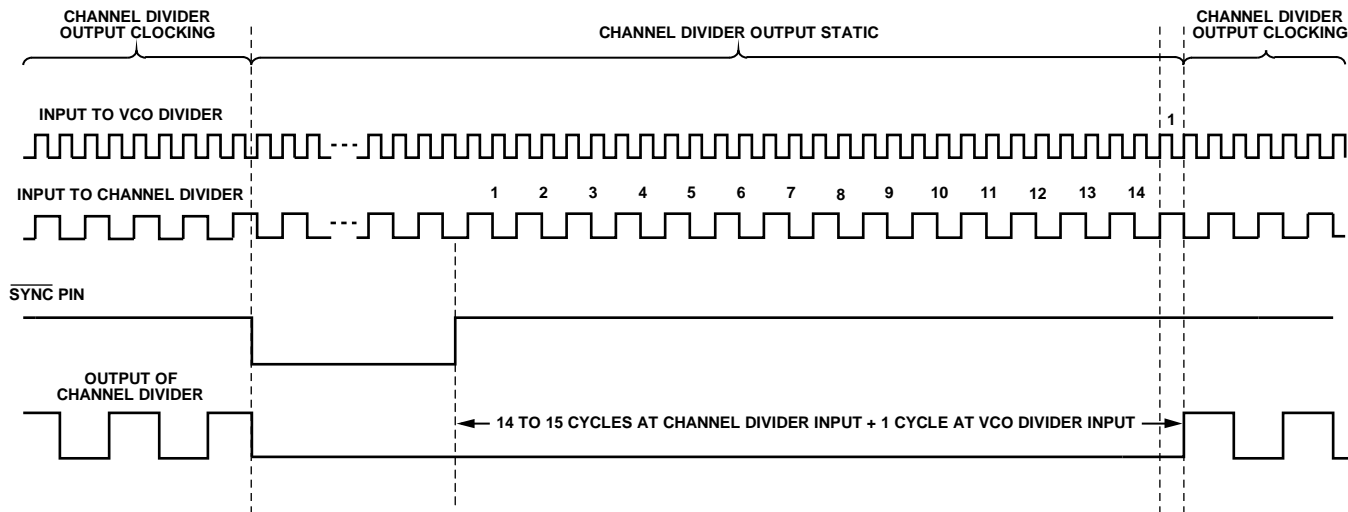 CHANNEL DIVIDER
OUTPUT CLOCKING
CHANNEL DIVIDER OUTPUT STATIC
CHANNEL DIVIDER
OUTPUT CLOCKING
INPUT TO VCO DIVIDER
1
INPUT TO CHANNEL DIVIDER
1 2 3 4 5 6 7 8 9 10 11 12 13 14
SYNC PIN
OUTPUT OF
CHANNEL DIVIDER
14 TO 15 CYCLES AT CHANNEL DIVIDER INPUT + 1 CYCLE AT VCO DIVIDER INPUT